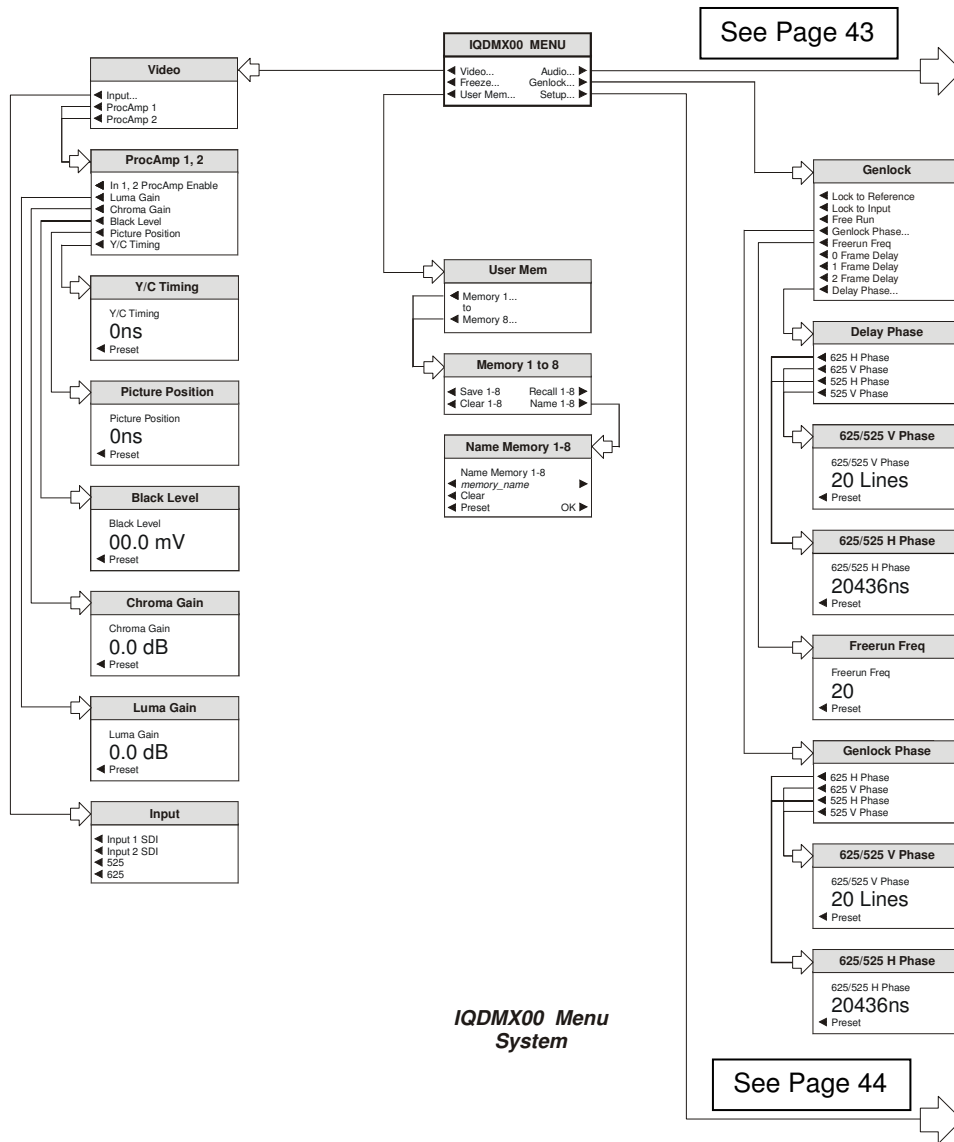 See Page 43
IQDMX00 MENU
Video... Audio...
Freeze... Genlock...
User Mem... Setup...
Video
Input...
ProcAmp 1
ProcAmp 2
ProcAmp 1, 2
In 1, 2 ProcAmp Enable
Luma Gain
Chroma Gain
Black Level
Picture Position
Y/C Timing
Y/C Timing
Y/C Timing
0ns
Preset
Picture Position
Picture Position
0ns
Preset
Black Level
Black Level
00.0 mV
Preset
Chroma Gain
Chroma Gain
0.0 dB
Preset
Luma Gain
Luma Gain
0.0 dB
Preset
Input
Input 1 SDI
Input 2 SDI
525
625
User Mem
Memory 1...
to
Memory 8...
Memory 1 to 8
Save 1-8 Recall 1-8
Clear 1-8 Name 1-8
Name Memory 1-8
Name Memory 1-8
memory_name
Clear
Preset OK
Genlock
Lock to Reference
Lock to Input
Free Run
Genlock Phase...
Freerun Freq
0 Frame Delay
1 Frame Delay
2 Frame Delay
Delay Phase...
Delay Phase
625 H Phase
625 V Phase
525 H Phase
525 V Phase
625/525 V Phase
625/525 V Phase
20 Lines
Preset
625/525 H Phase
625/525 H Phase
20436ns
Preset
Freerun Freq
Freerun Freq
20
Preset
Genlock Phase
625 H Phase
625 V Phase
525 H Phase
525 V Phase
625/525 V Phase
625/525 V Phase
20 Lines
Preset
625/525 H Phase
625/525 H Phase
20436ns
Preset
IQDMX00 Menu
System
See Page 44